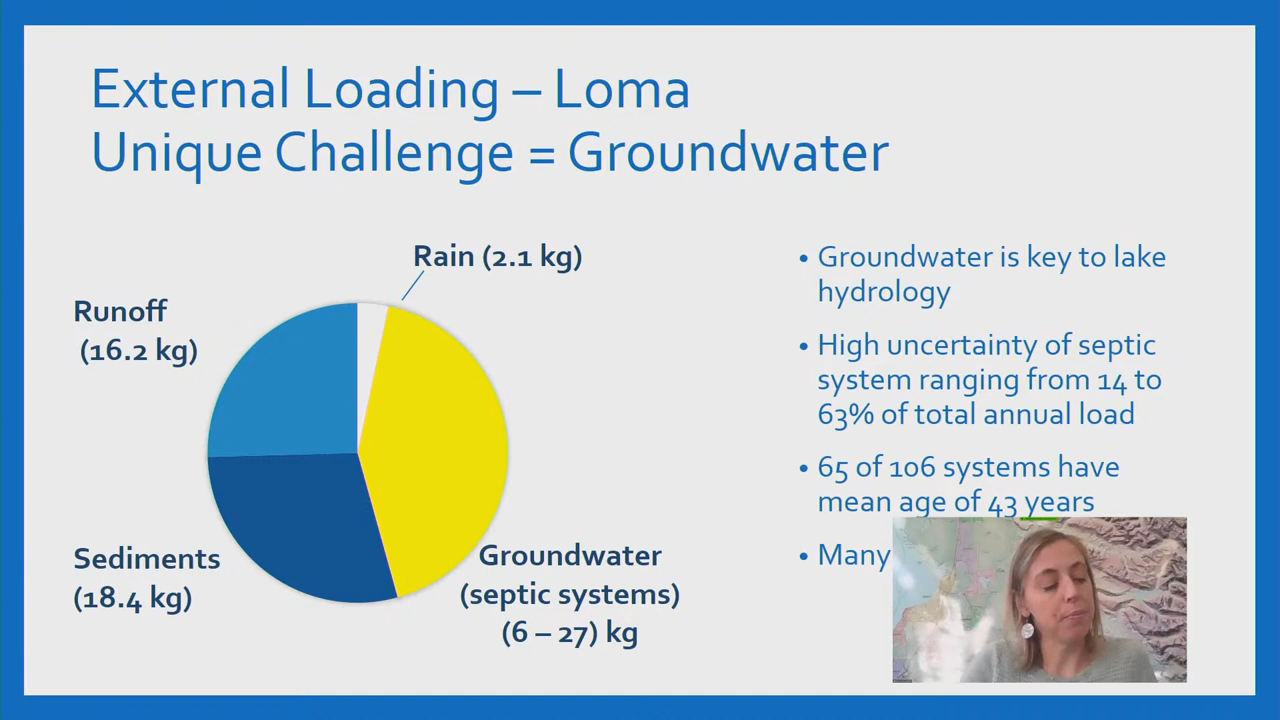 External Loading – Loma
Unique Challenge = Groundwater
Rain (2.1 kg)
Runoff
(16.2 kg)
Sediments
(18.4 kg)
Groundwater
(septic systems)
(6 – 27) kg
• Groundwater is key to lake
hydrology
• High uncertainty of septic
system ranging from 14 to
63% of total annual load
• 65 of 106 systems have
mean age of 43 years
• Many